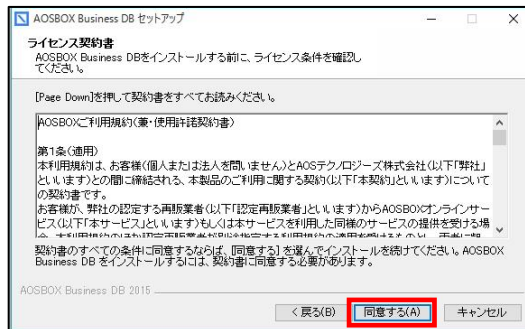 AOSBOX Business DB セットアップ
ライセンス契約書
AOSBOX Business DBをインストールする前に、ライセンス条件を確認し
てください。
[Page Down]を押して契約書をすべてお読みください。
AOSBOXご利用規約(兼・使用許諾契約書)
第1条(適用)
本利用規約は、お客様(個人または法人を問いません)とAOSテクノロジーズ株式会社(以下「弊社」
といいます)との間に締結される、本製品のご利用に関する契約(以下「本契約」といいます)について
の契約書です。
お客様が、弊社の認定する再販業者(以下「認定再販業者」といいます)からAOSBOXオンラインサー
ビス(以下「本サービス」といいます)もしくは本サービスを利用した同様のサービスの提供を受ける場
契約書のすべての条件に同意するならば、[同意する] を選んでインストールを続けてください。 AOSBOX
Business DB をインストールするには、契約書に同意する必要があります。
AOSBOX Business DB 2015
< 戻る(B)
同意する(A)
キャンセル